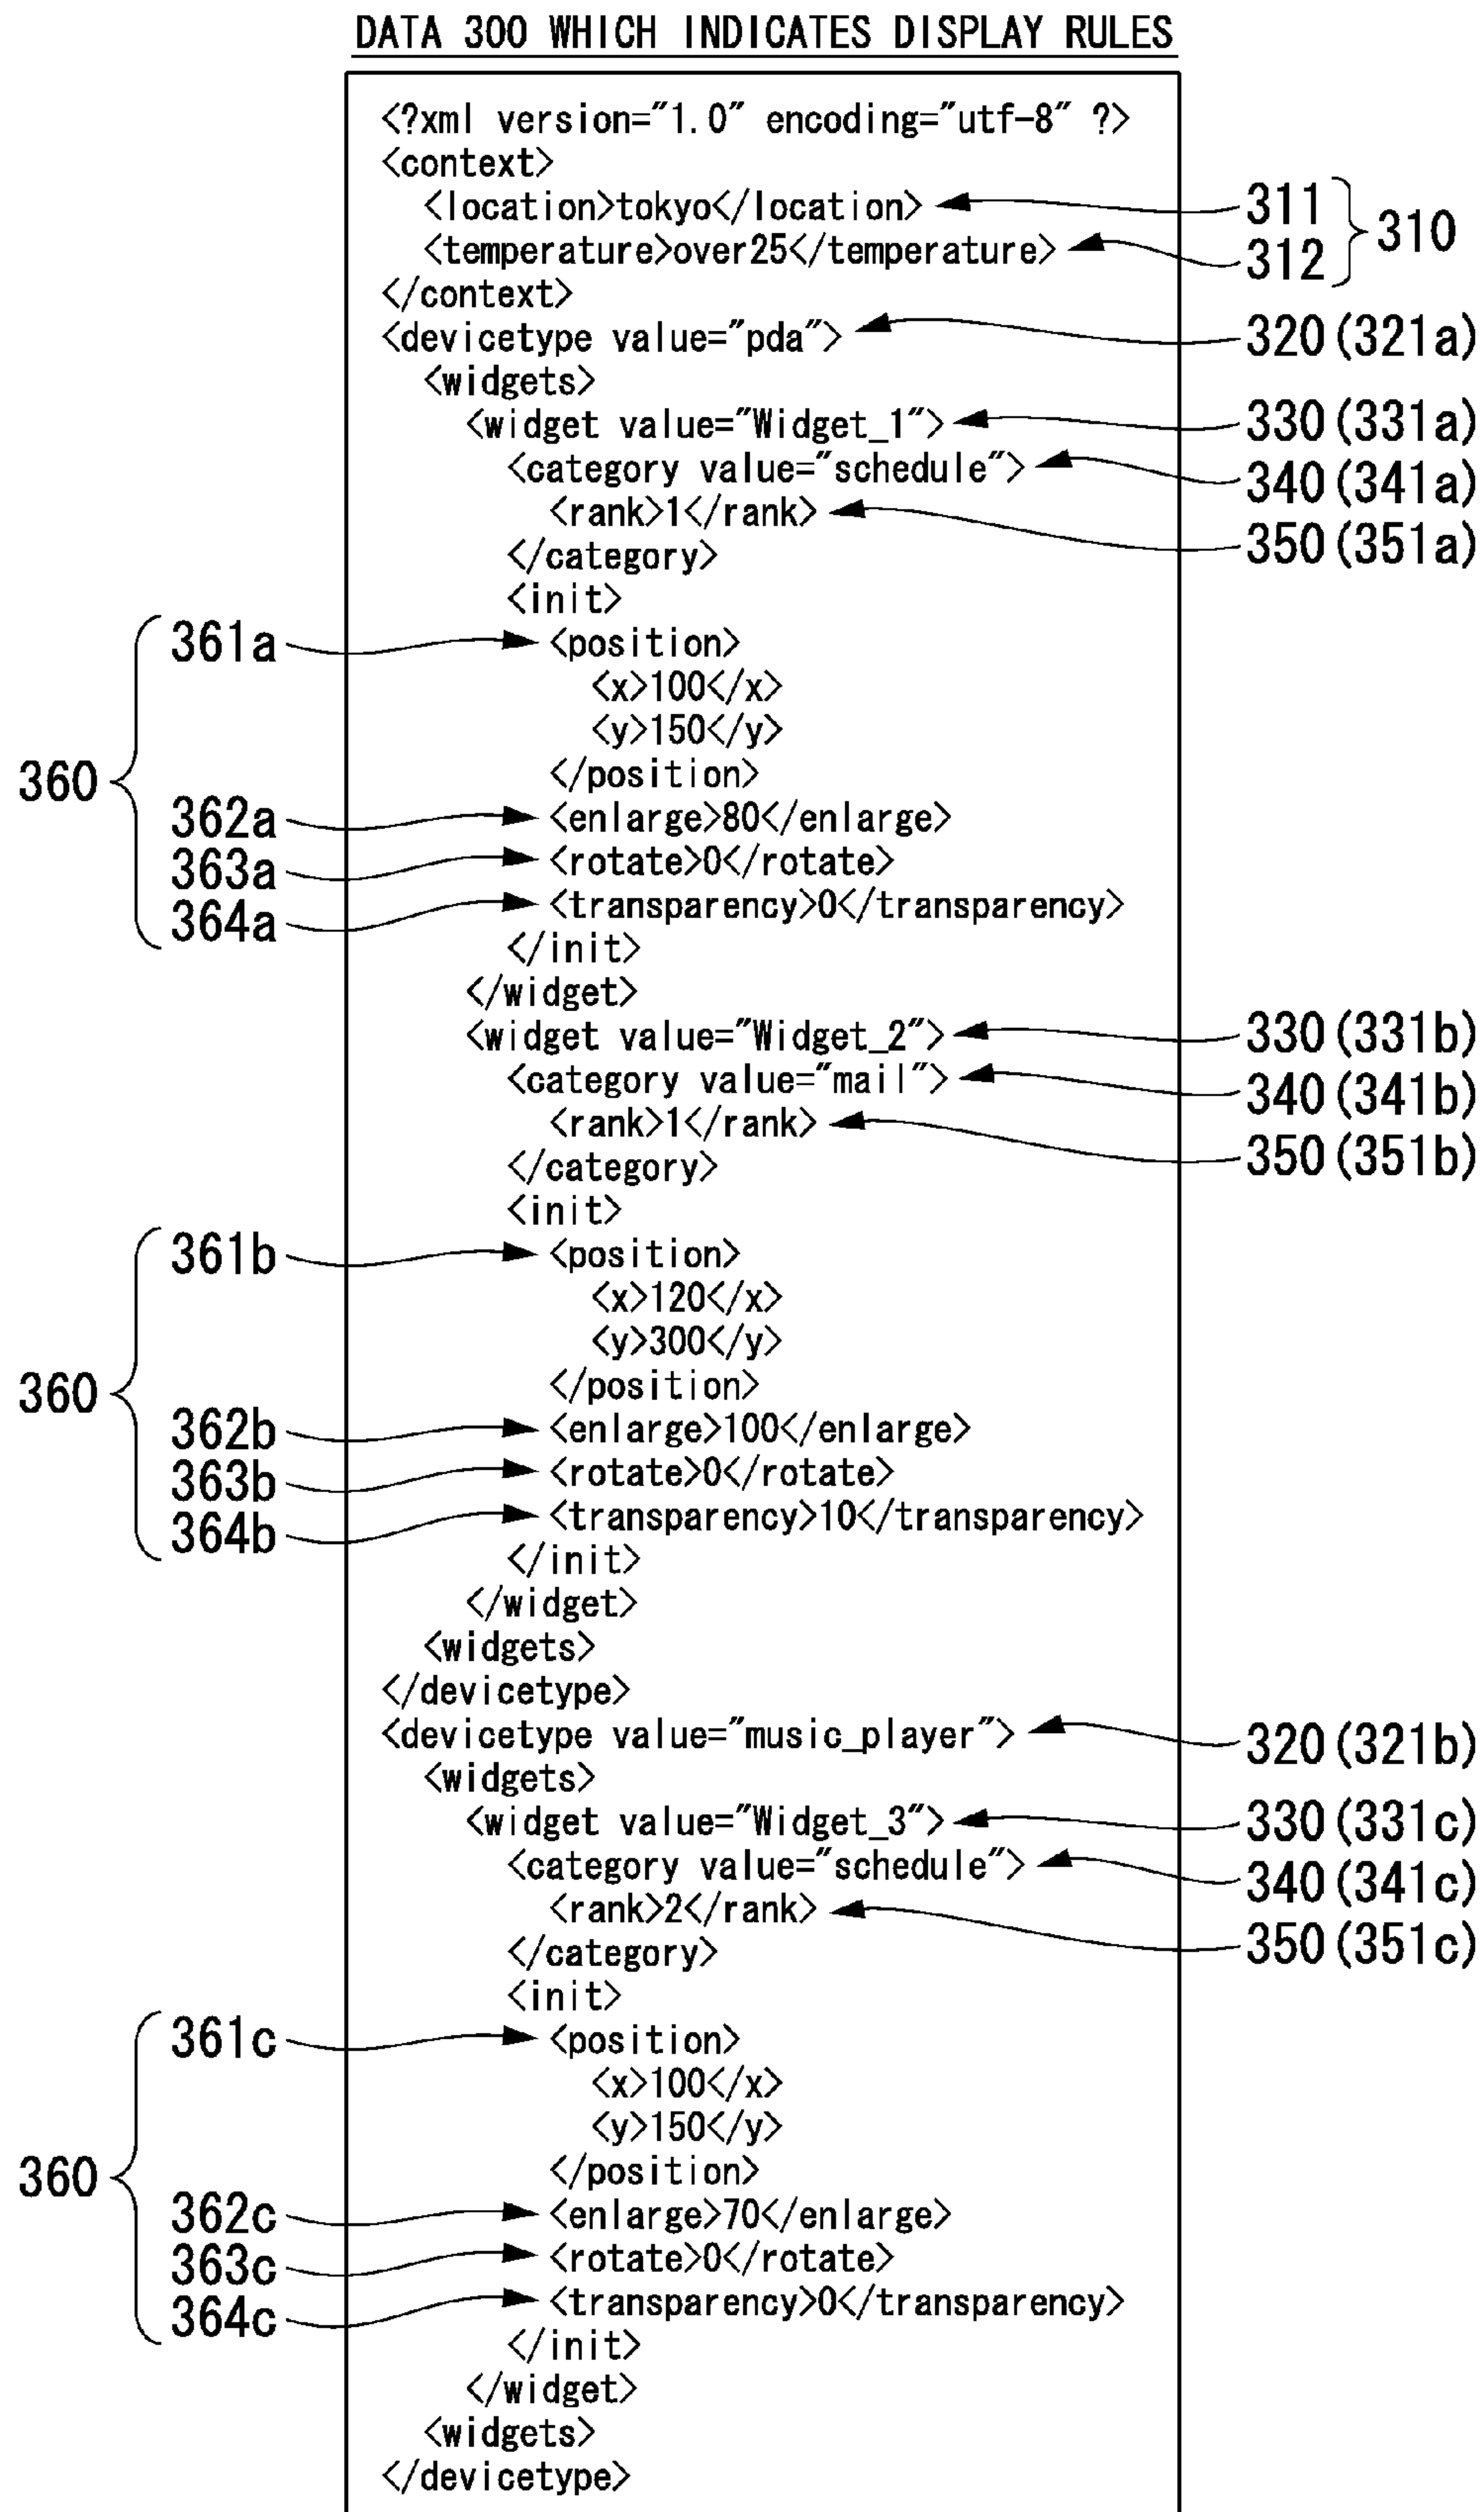 DATA 300 WHICH INDICATES DISPLAY RULES
<?xml version="1.0" encoding="utf-8" ?>
<context>
<location>tokyo</location> 311
<temperature>over25</temperature> 312 310
</context>
<devicetype value="pda"> 320(321a)
<widgets>
<widget value="Widget_1"> 330(331a)
<category value="schedule"> 340(341a)
<rank>1</rank> 350(351a)
</category>
<init>
361a <position>
<x>100</x>
<y>150</y>
360 </position>
362a <enlarge>80</enlarge>
363a <rotate>0</rotate>
364a <transparency>0</transparency>
</init>
</widget>
<widget value="Widget_2"> 330(331b)
<category value="mail"> 340(341b)
<rank>1</rank> 350(351b)
</category>
<init>
361b <position>
<x>120</x>
<y>300</y>
360 </position>
362b <enlarge>100</enlarge>
363b <rotate>0</rotate>
364b <transparency>10</transparency>
</init>
</widget>
<widgets>
</devicetype>
<devicetype value="music_player"> 320(321b)
<widgets>
<widget value="Widget_3"> 330(331c)
<category value="schedule"> 340(341c)
<rank>2</rank> 350(351c)
</category>
<init>
361c <position>
<x>100</x>
<y>150</y>
360 </position>
362c <enlarge>70</enlarge>
363c <rotate>0</rotate>
364c <transparency>0</transparency>
</init>
</widget>
<widgets>
</devicetype>